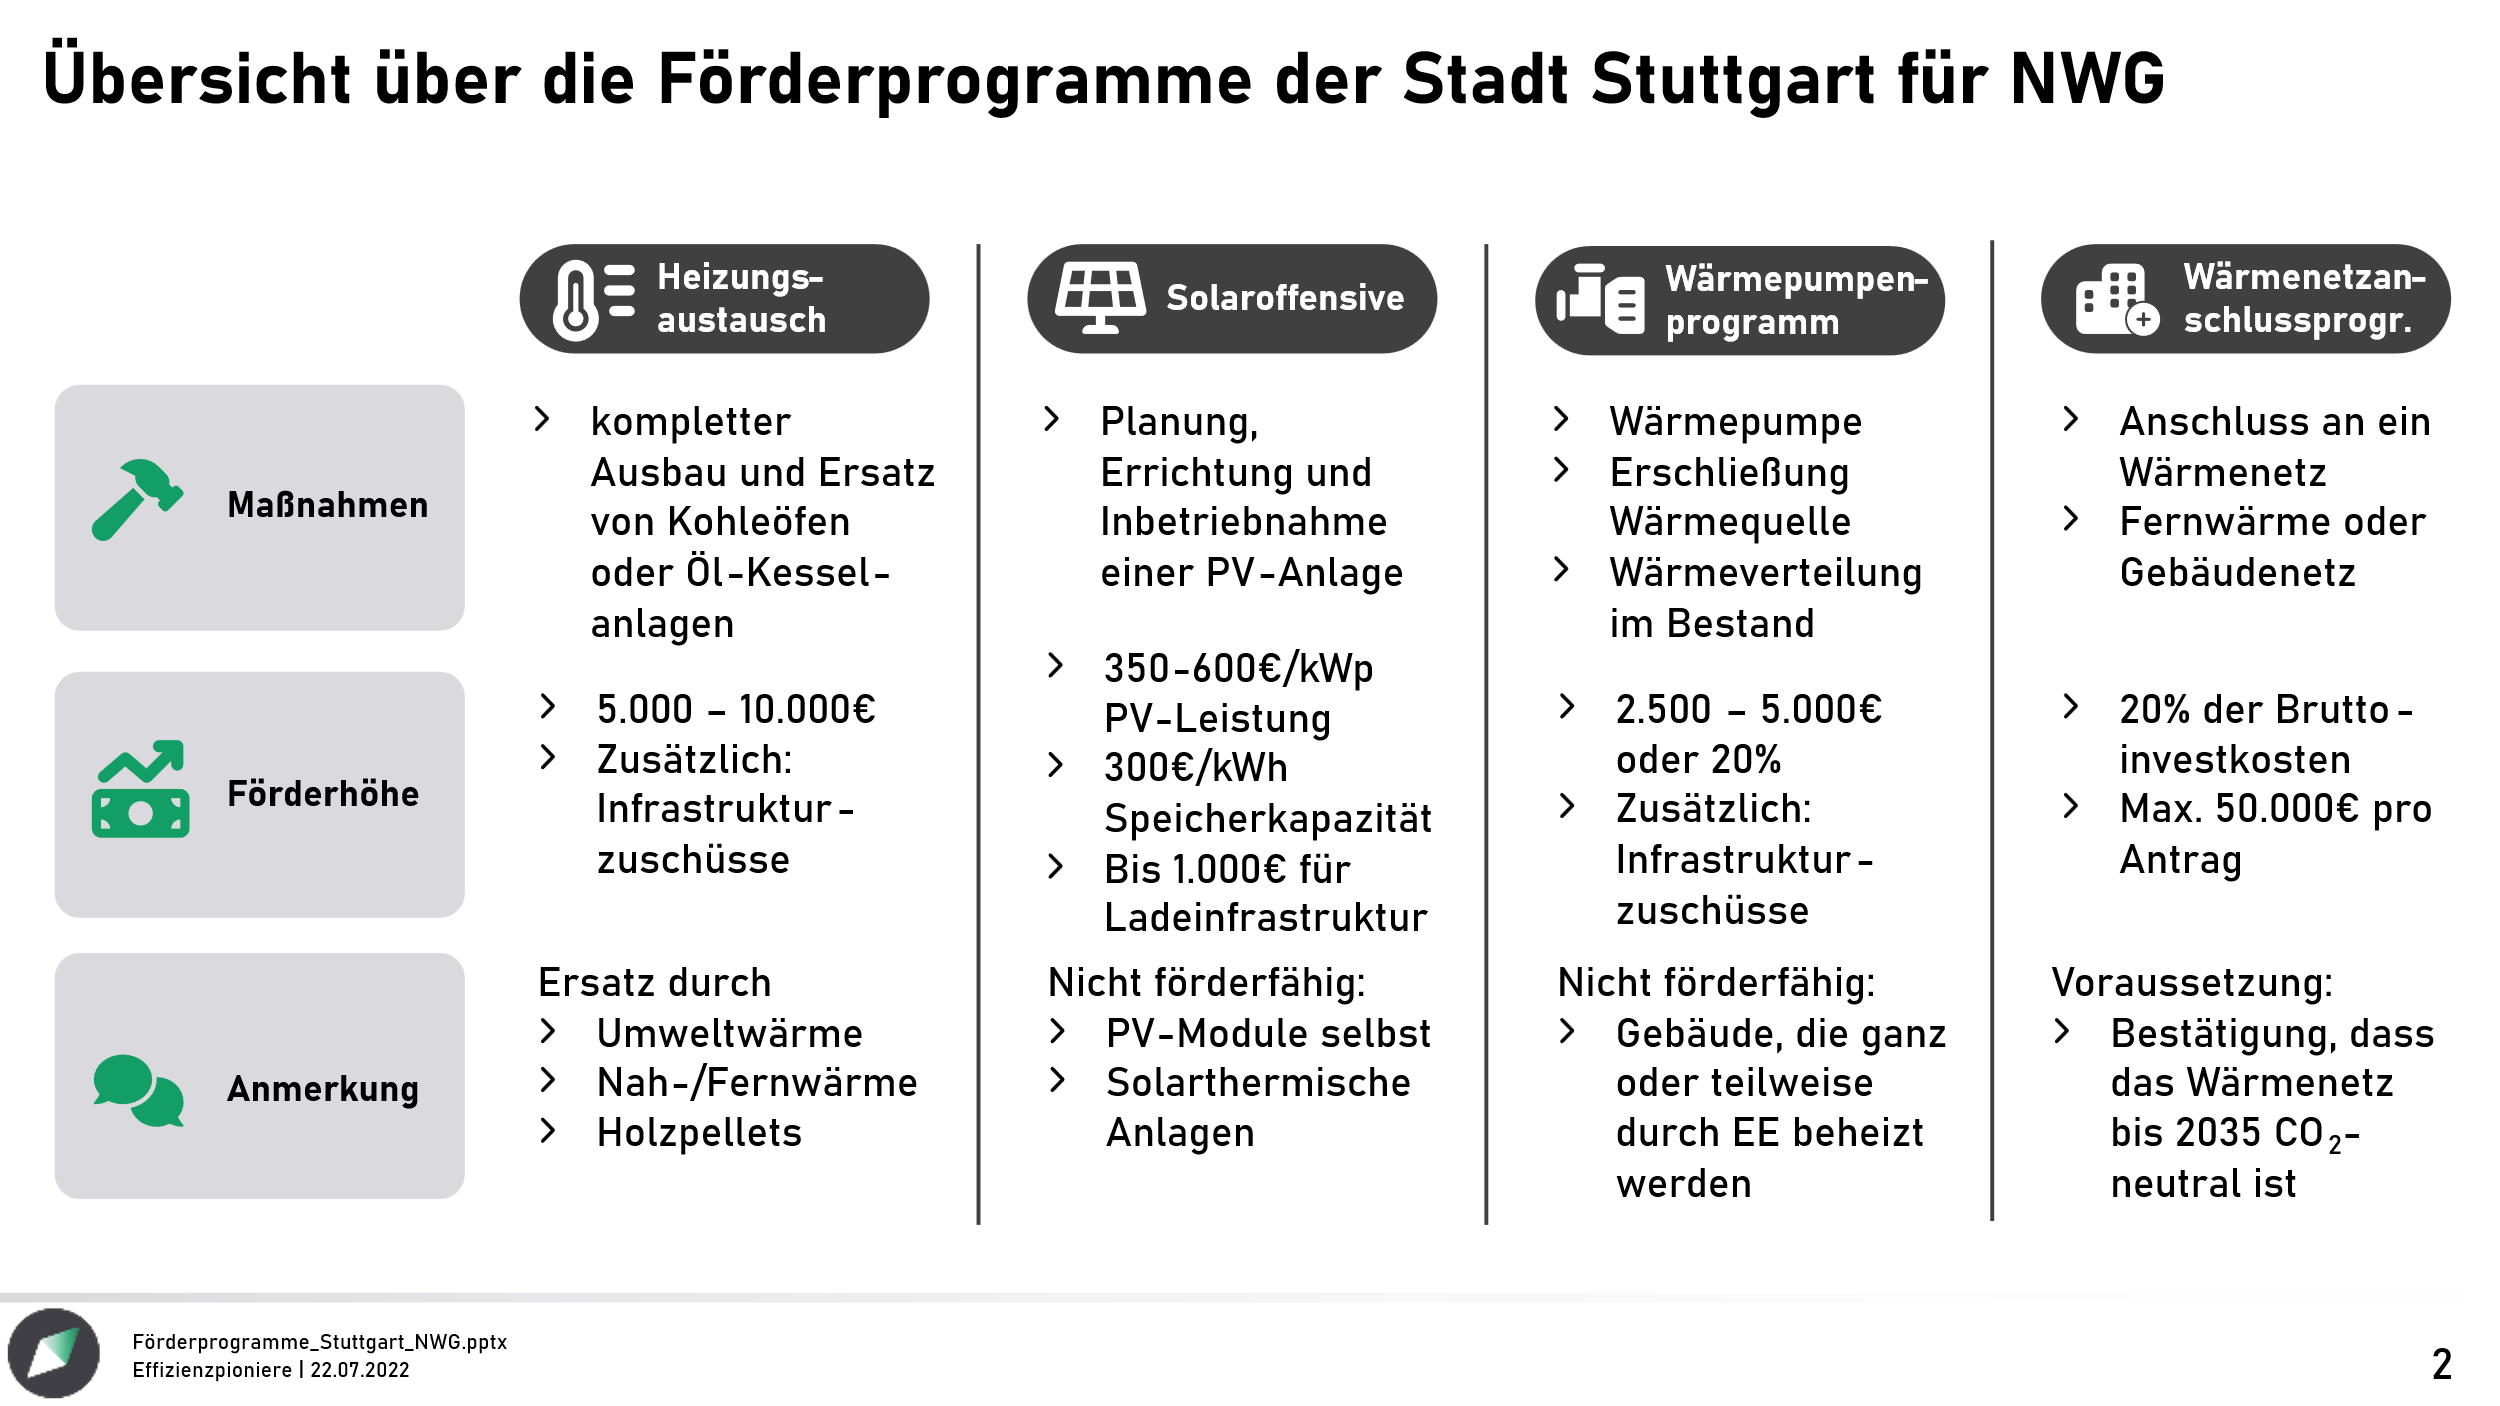 Übersicht über die Förderprogramme der Stadt Stuttgart für NWG
Heizungs-
austausch
Solaroffensive
Wärmepumpen-
programm
Wärmenetzan-
schlussprogr.
Maßnahmen
kompletter
Ausbau und Ersatz
von Kohleöfen
oder Öl-Kessel-
anlagen
Planung,
Errichtung und
Inbetriebnahme
einer PV-Anlage
Wärmepumpe
Erschließung
Wärmequelle
Wärmeverteilung
im Bestand
Anschluss an ein
Wärmenetz
Fernwärme oder
Gebäudenetz
Förderhöhe
5.000 – 10.000€
Zusätzlich:
Infrastruktur-
zuschüsse
350-600€/kWp
PV-Leistung
300€/kWh
Speicherkapazität
Bis 1.000€ für
Ladeinfrastruktur
2.500 – 5.000€
oder 20%
Zusätzlich:
Infrastruktur-
zuschüsse
20% der Brutto-
investkosten
Max. 50.000€ pro
Antrag
Anmerkung
Ersatz durch
Umweltwärme
Nah-/Fernwärme
Holzpellets
Nicht förderfähig:
PV-Module selbst
Solarthermische
Anlagen
Nicht förderfähig:
Gebäude, die ganz
oder teilweise
durch EE beheizt
werden
Voraussetzung:
Bestätigung, dass
das Wärmenetz
bis 2035 CO₂-
neutral ist
Förderprogramme_Stuttgart_NWG.pptx
Effizienzpioniere | 22.07.2022
2